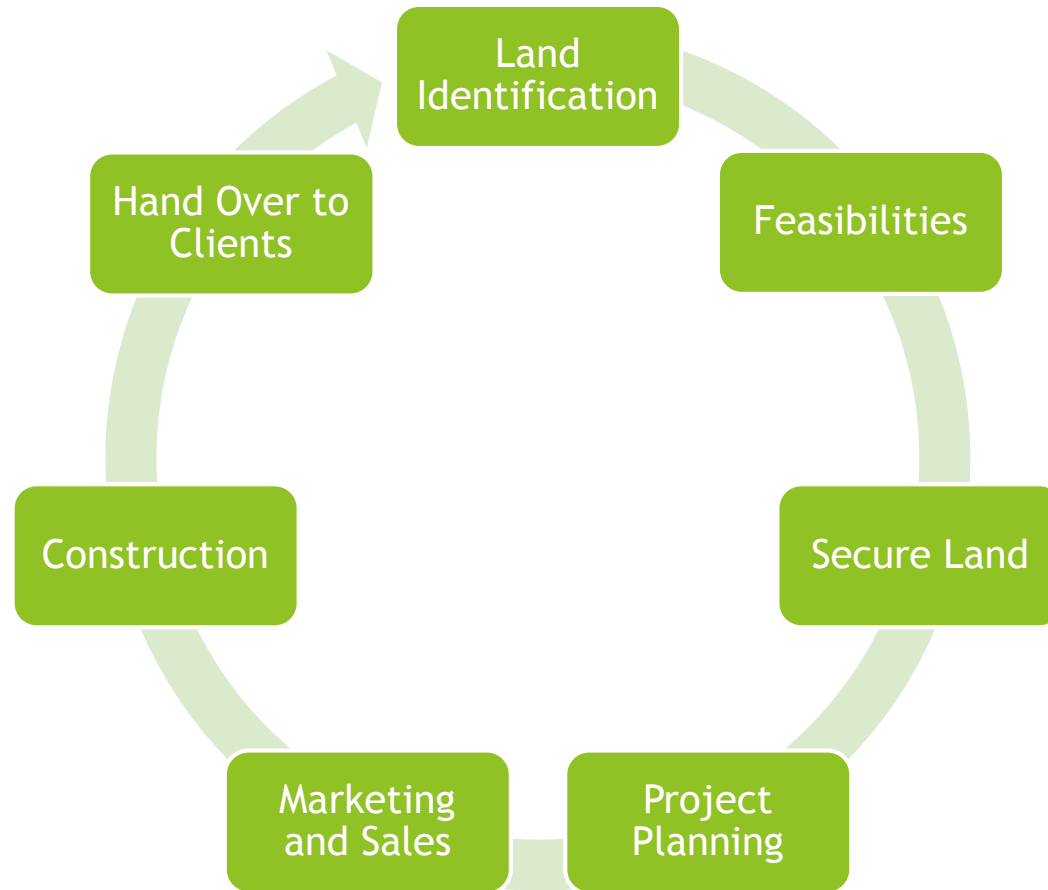 Land
Identification
Feasibilities
Secure Land
Project
Planning
Marketing
and Sales
Construction
Hand Over to
Clients